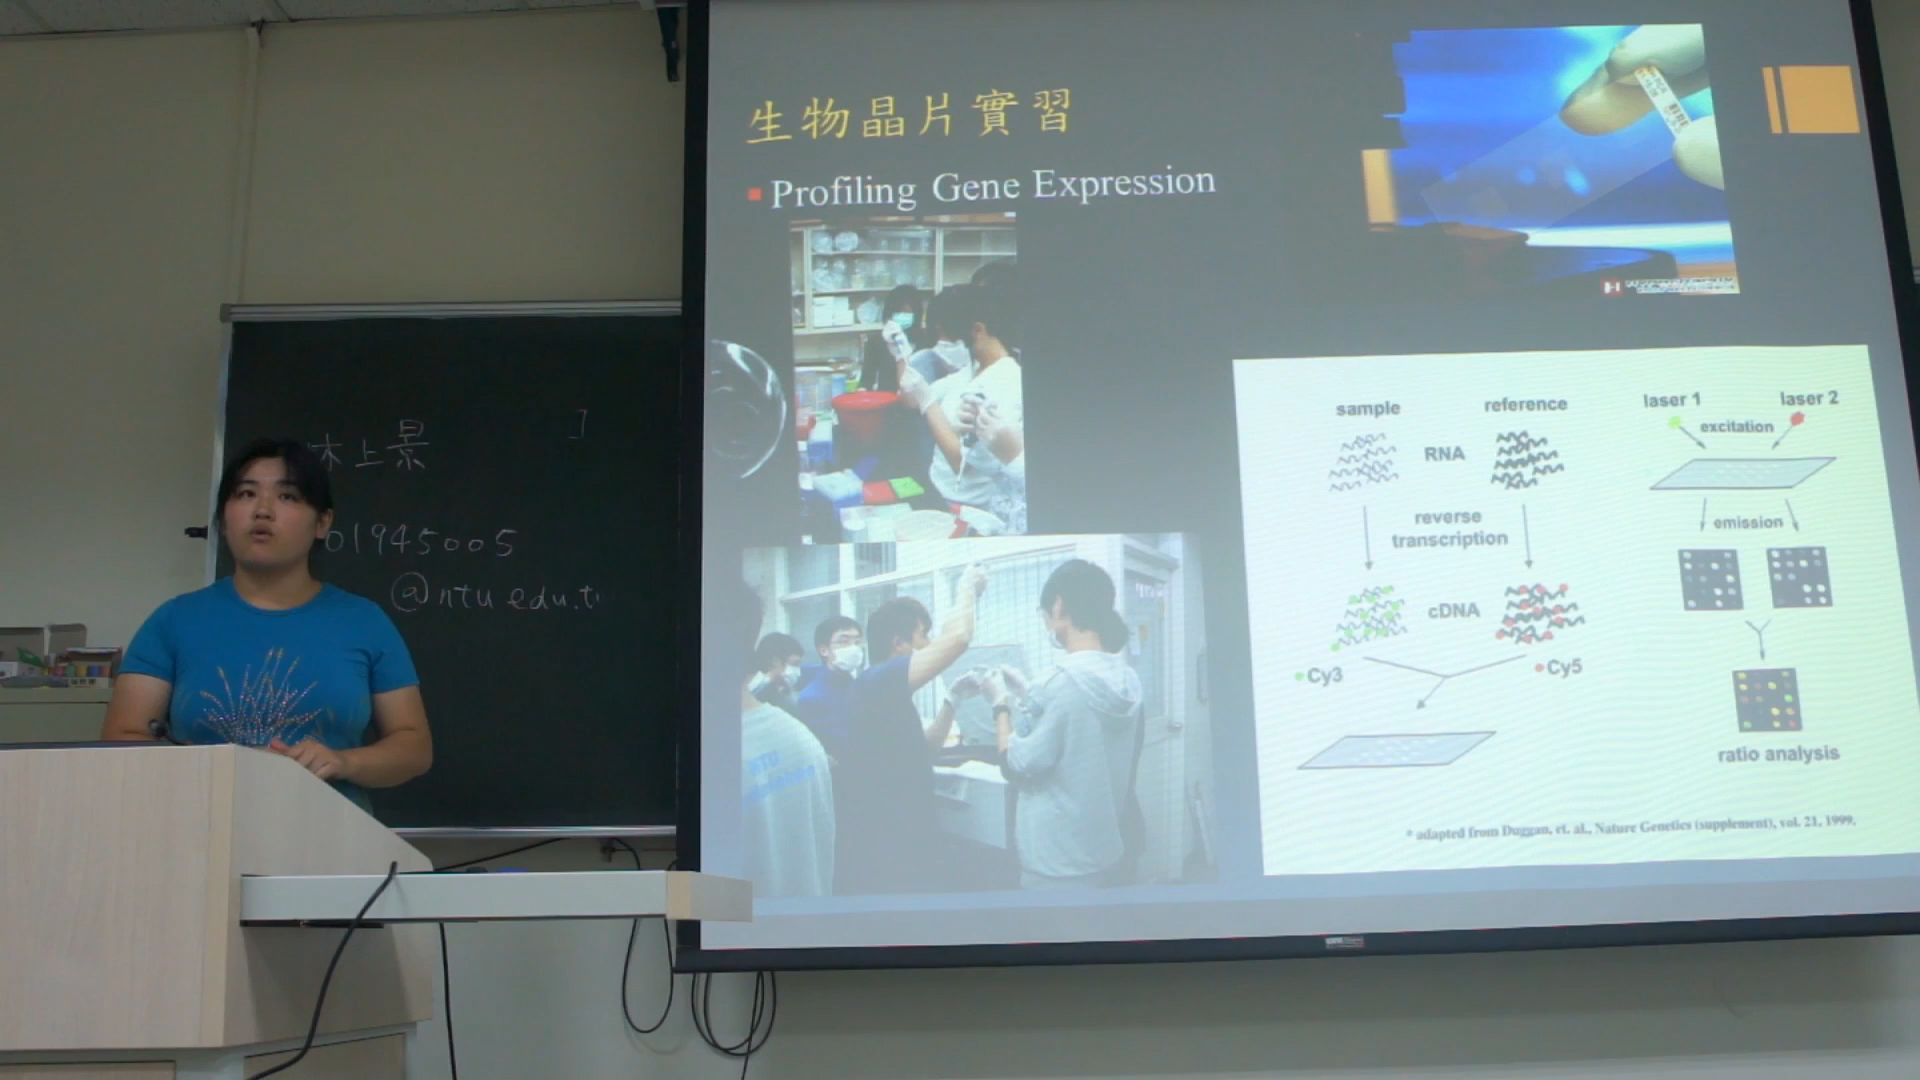 生物晶片實習
Profiling Gene Expression
木上景
01945005
@ntu edu.t
sample
reference
RNA
reverse
transcription
cDNA
Cy3
Cy5
laser 1
laser 2
excitation
emission
ratio analysis
* adapted from Duggan, et. al., Nature Genetics (supplement), vol. 21, 1999.